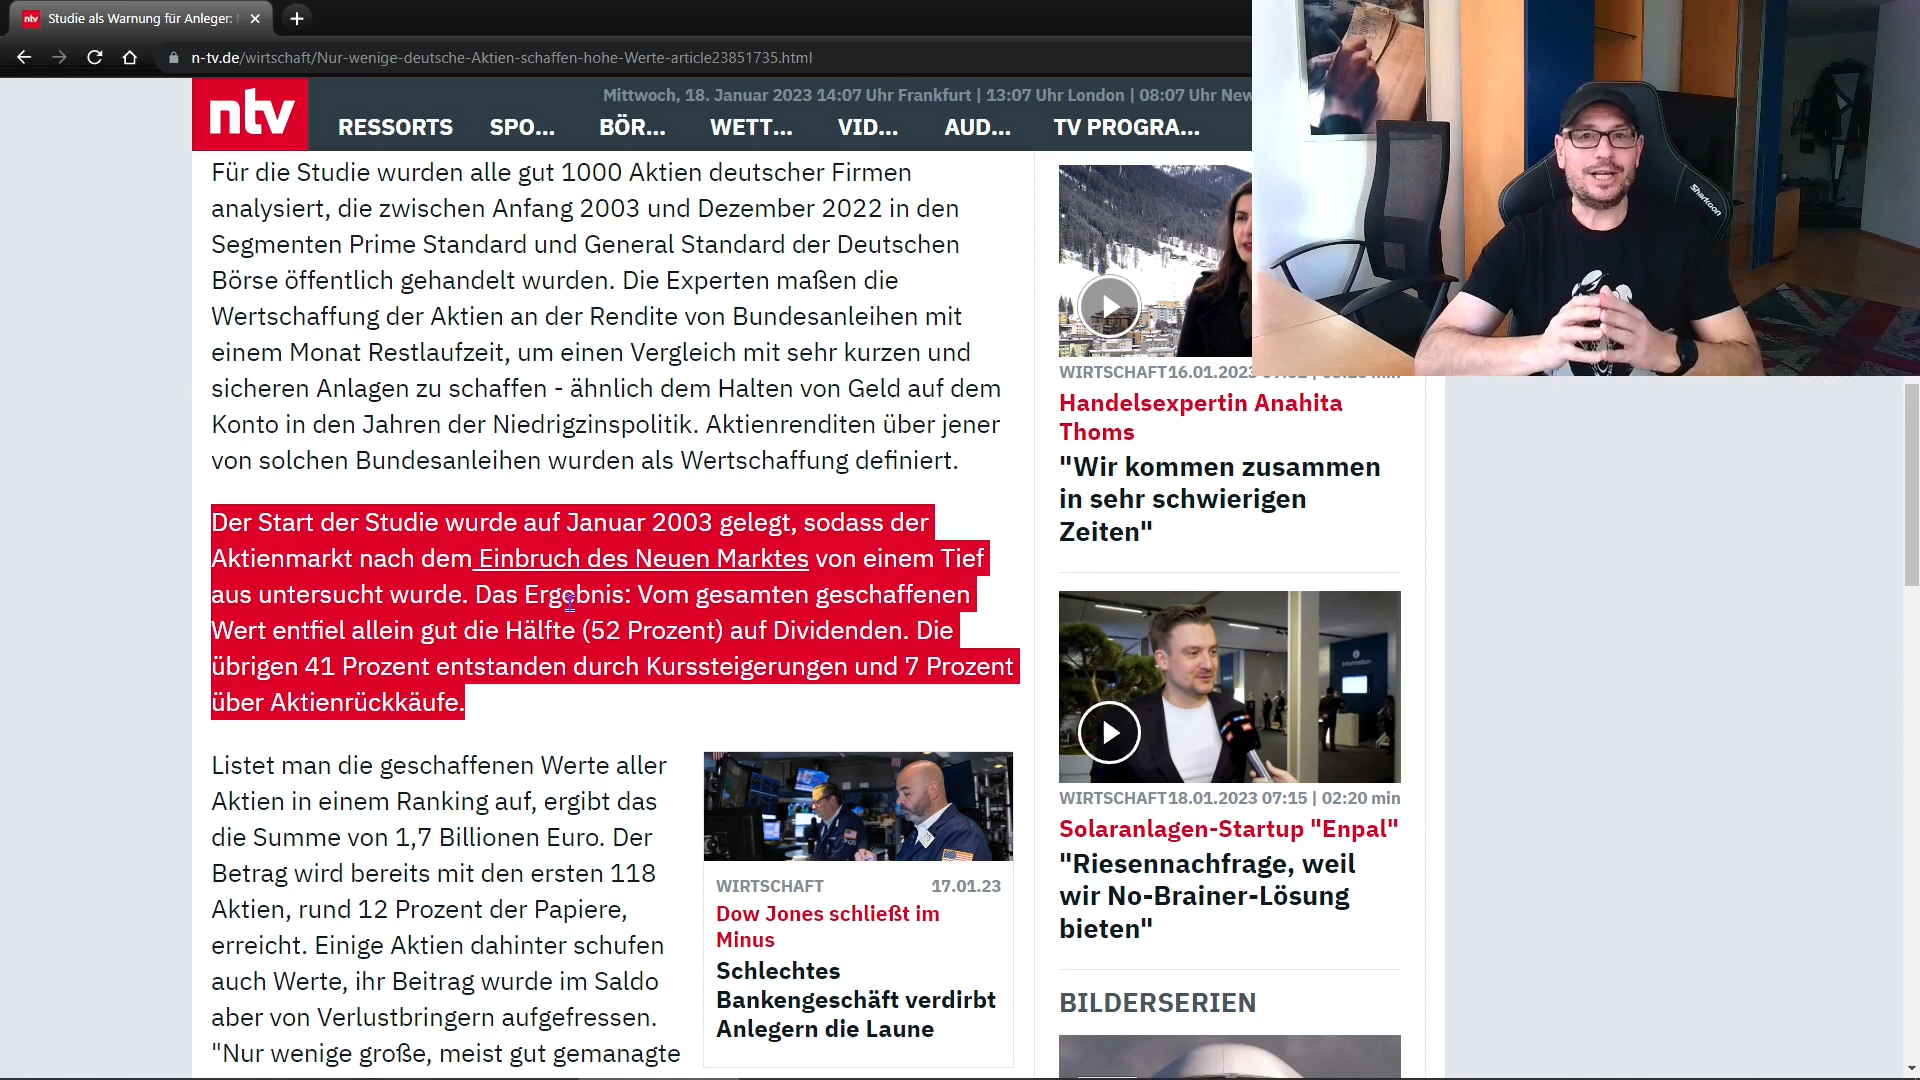 ntv
Studie als Warnung für Anleger:
n-tv.de/wirtschaft/Nur-wenige-deutsche-Aktien-schaffen-hohe-Werte-article23851735.html
ntv
Mittwoch, 18. Januar 2023 14:07 Uhr Frankfurt | 13:07 Uhr London | 08:07 Uhr New
RESSORTS SPO... BÖR... WETT... VID... AUD... TV PROGRA...
Für die Studie wurden alle gut 1000 Aktien deutscher Firmen
analysiert, die zwischen Anfang 2003 und Dezember 2022 in den
Segmenten Prime Standard und General Standard der Deutschen
Börse öffentlich gehandelt wurden. Die Experten maßen die
Wertschaffung der Aktien an der Rendite von Bundesanleihen mit
einem Monat Restlaufzeit, um einen Vergleich mit sehr kurzen und
sicheren Anlagen zu schaffen - ähnlich dem Halten von Geld auf dem
Konto in den Jahren der Niedrigzinspolitik. Aktienrenditen über jener
von solchen Bundesanleihen wurden als Wertschaffung definiert.
Der Start der Studie wurde auf Januar 2003 gelegt, sodass der
Aktienmarkt nach dem Einbruch des Neuen Marktes von einem Tief
aus untersucht wurde. Das Ergebnis: Vom gesamten geschaffenen
Wert entfiel allein gut die Hälfte (52 Prozent) auf Dividenden. Die
übrigen 41 Prozent entstanden durch Kurssteigerungen und 7 Prozent
über Aktienrückkäufe.
Listet man die geschaffenen Werte aller
Aktien in einem Ranking auf, ergibt das
die Summe von 1,7 Billionen Euro. Der
Betrag wird bereits mit den ersten 118
Aktien, rund 12 Prozent der Papiere,
erreicht. Einige Aktien dahinter schufen
auch Werte, ihr Beitrag wurde im Saldo
aber von Verlustbringern aufgefressen.
"Nur wenige große, meist gut gemanagte
WIRTSCHAFT 17.01.23
Dow Jones schließt im
Minus
Schlechtes
Bankengeschäft verdirbt
Anlegern die Laune
WIRTSCHAFT 16.01.2023
Handelsexpertin Anahita
Thoms
"Wir kommen zusammen
in sehr schwierigen
Zeiten"
Information
WIRTSCHAFT 18.01.2023 07:15 | 02:20 min
Solaranlagen-Startup "Enpal"
"Riesennachfrage, weil
wir No-Brainer-Lösung
bieten"
BILDERSERIEN
Sharkoon